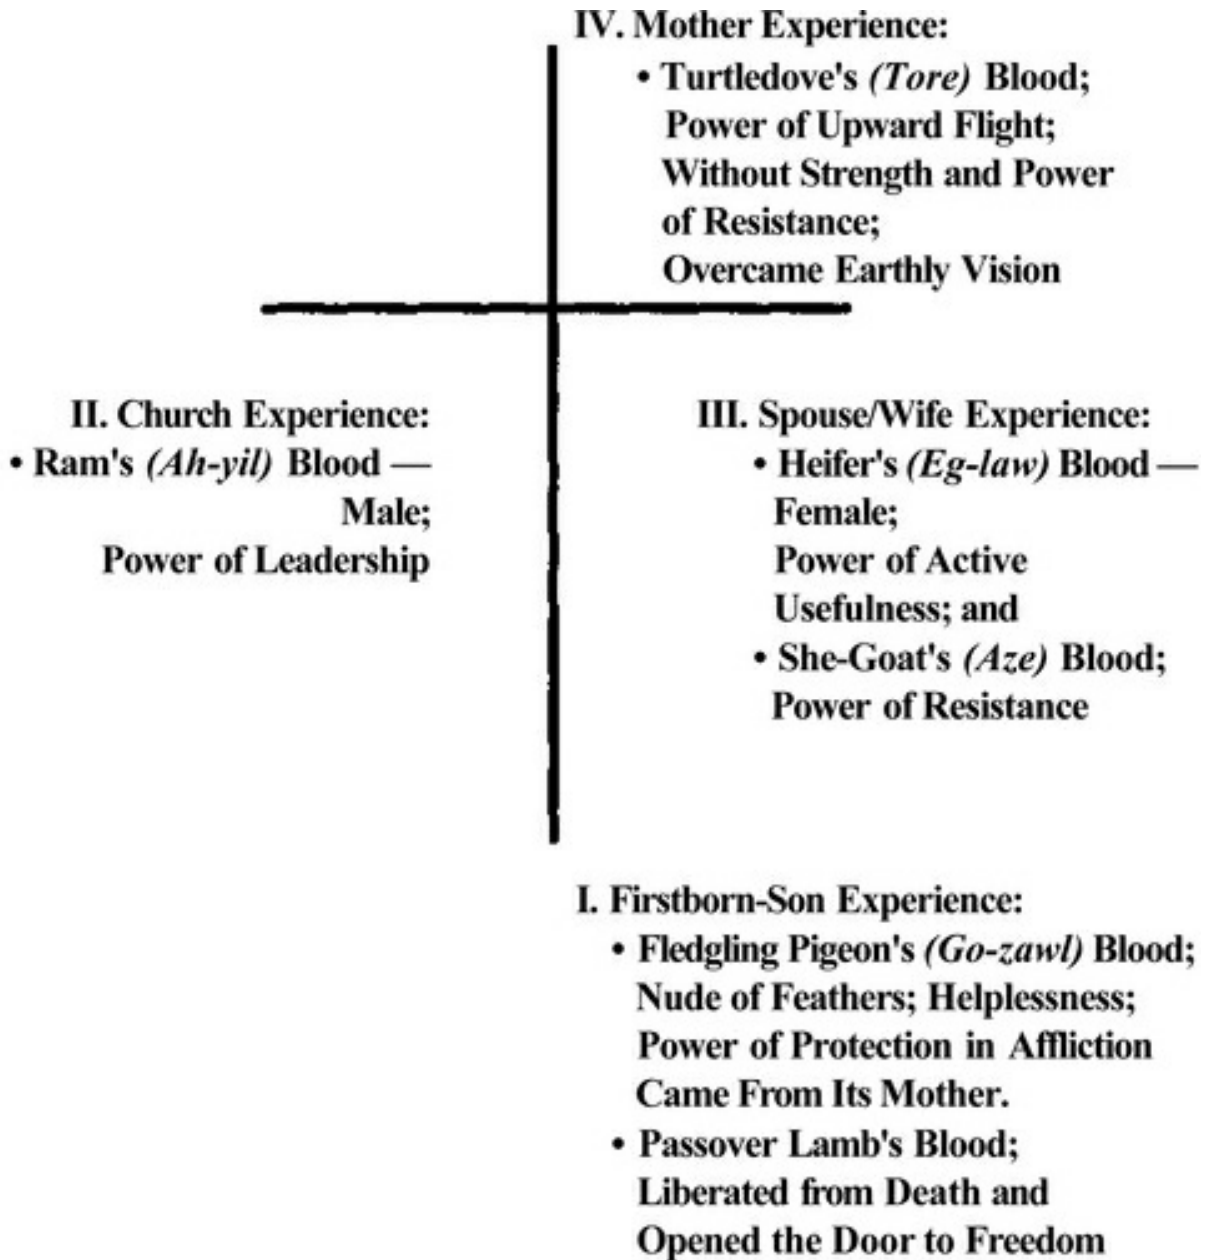 IV. Mother Experience:
• Turtledove's (Tore) Blood;
Power of Upward Flight;
Without Strength and Power
of Resistance;
Overcame Earthly Vision
II. Church Experience:
• Ram's (Ah-yil) Blood —
Male;
Power of Leadership
III. Spouse/Wife Experience:
• Heifer's (Eg-law) Blood —
Female;
Power of Active
Usefulness; and
• She-Goat's (Aze) Blood;
Power of Resistance
I. Firstborn-Son Experience:
• Fledgling Pigeon's (Go-zawl) Blood;
Nude of Feathers; Helplessness;
Power of Protection in Affliction
Came From Its Mother.
• Passover Lamb's Blood;
Liberated from Death and
Opened the Door to Freedom